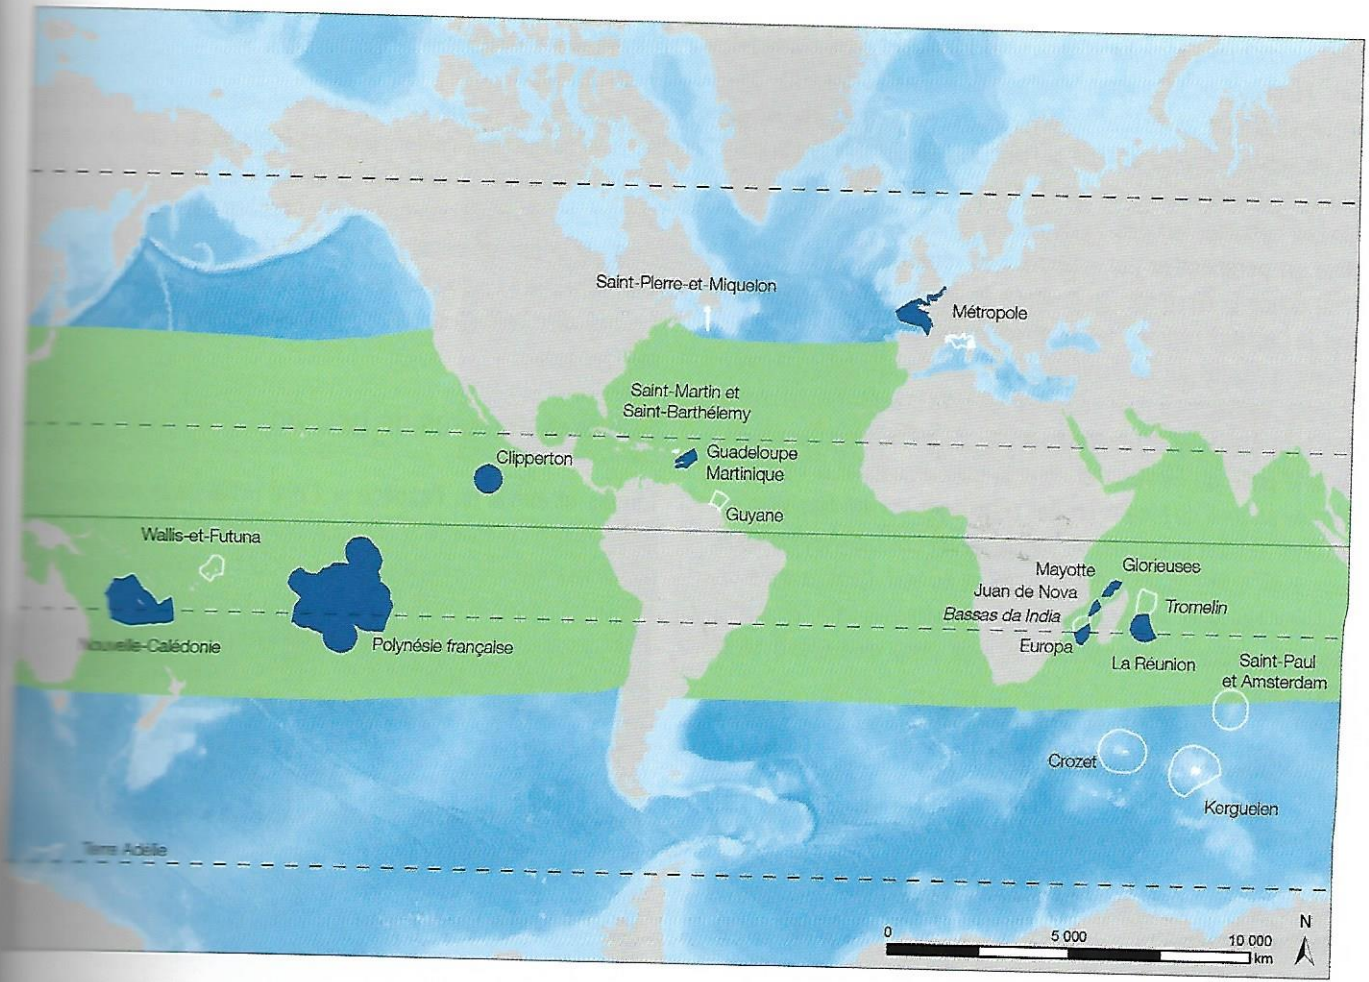 Saint-Pierre-et-Miquelon
Métropole
Saint-Martin et
Saint-Barthélemy
Clipperton
Guadeloupe
Martinique
Guyane
Wallis-et-Futuna
Mayotte
Glorieuses
Juan de Nova
Tromelin
Bassas da India
Nouvelle-Calédonie
Polynésie française
Europa
La Réunion
Saint-Paul
et Amsterdam
Crozet
Kerguelen
Terre Adélie
N
0 5 000 10 000
km